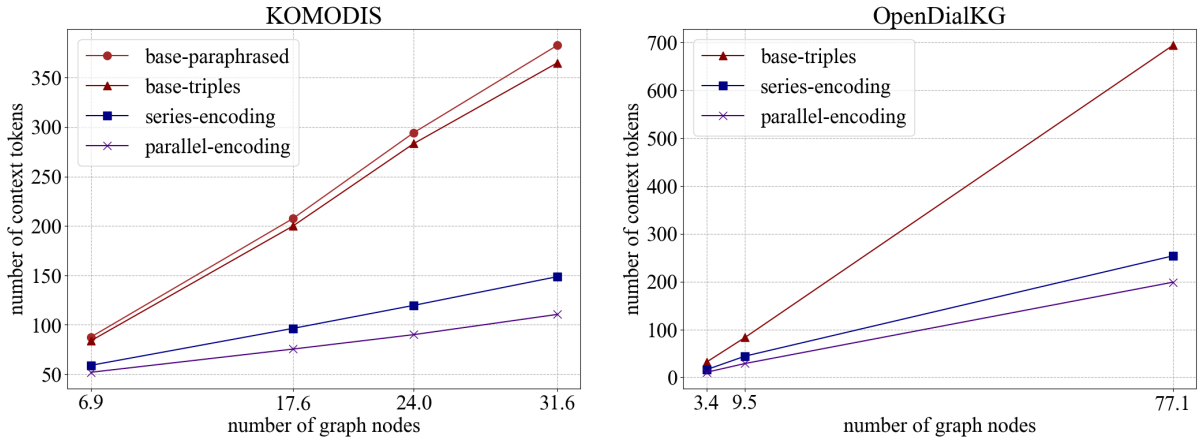 KOMODIS
number of context tokens
350
300
250
200
150
100
50
base-paraphrased
base-triples
series-encoding
parallel-encoding
6.9
17.6
24.0
31.6
number of graph nodes
OpenDialKG
number of context tokens
700
600
500
400
300
200
100
0
base-triples
series-encoding
parallel-encoding
3.4
9.5
77.1
number of graph nodes